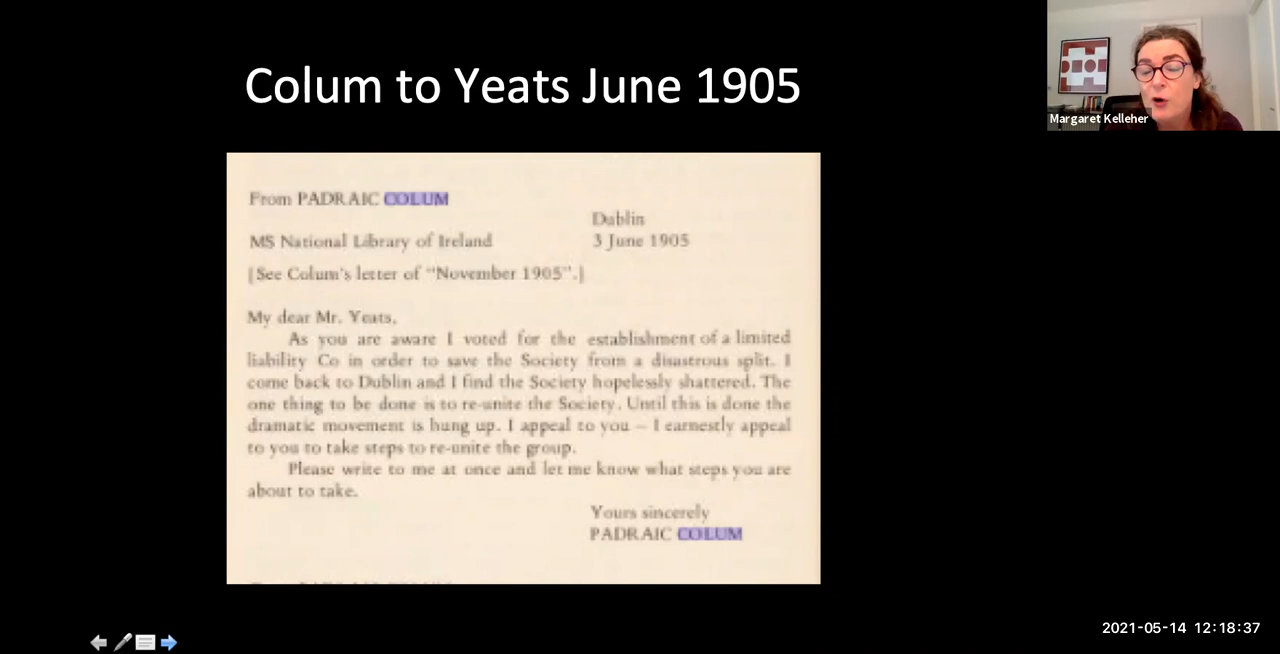 Colum to Yeats June 1905
Margaret Kelleher
From PADRAIC COLUM
Dublin
MS National Library of Ireland
3 June 1905
[See Colum's letter of "November 1905".]
My dear Mr. Yeats,
As you are aware I voted for the establishment of a limited
liability Co in order to save the Society from a disastrous split. I
come back to Dublin and I find the Society hopelessly shattered. The
one thing to be done is to re-unite the Society. Until this is done the
dramatic movement is hung up. I appeal to you – I earnestly appeal
to you to take steps to re-unite the group.
Please write to me at once and let me know what steps you are
about to take.
Yours sincerely
PADRAIC COLUM
2021-05-14 12:18:37